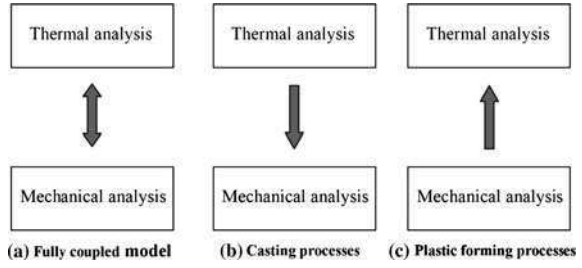 Thermal analysis Thermal analysis Thermal analysis
Mechanical analysis Mechanical analysis Mechanical analysis
(a) Fully coupled model (b) Casting processes (c) Plastic forming processes